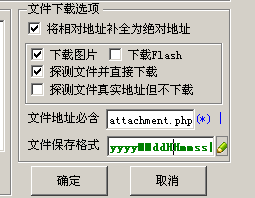 文件下载选项
将相对地址补全为绝对地址
下载图片 下载Flash
探测文件并直接下载
探测文件真实地址但不下载
文件地址必含 attachment.php (*) |
文件保存格式 yyyyMMddHHmmssl
确定 取消